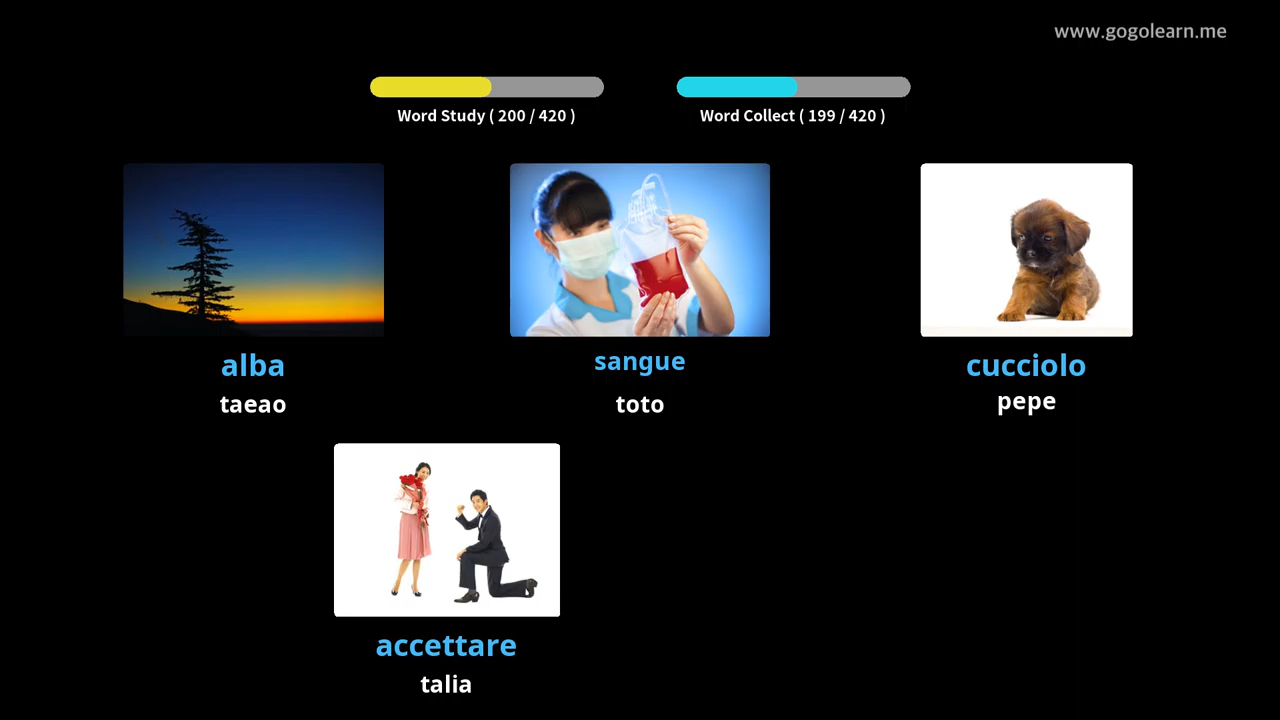 www.gogolearn.me
Word Study ( 200 / 420 )
Word Collect ( 199 / 420 )
alba
taeao
sangue
toto
cucciolo
pepe
accettare
talia